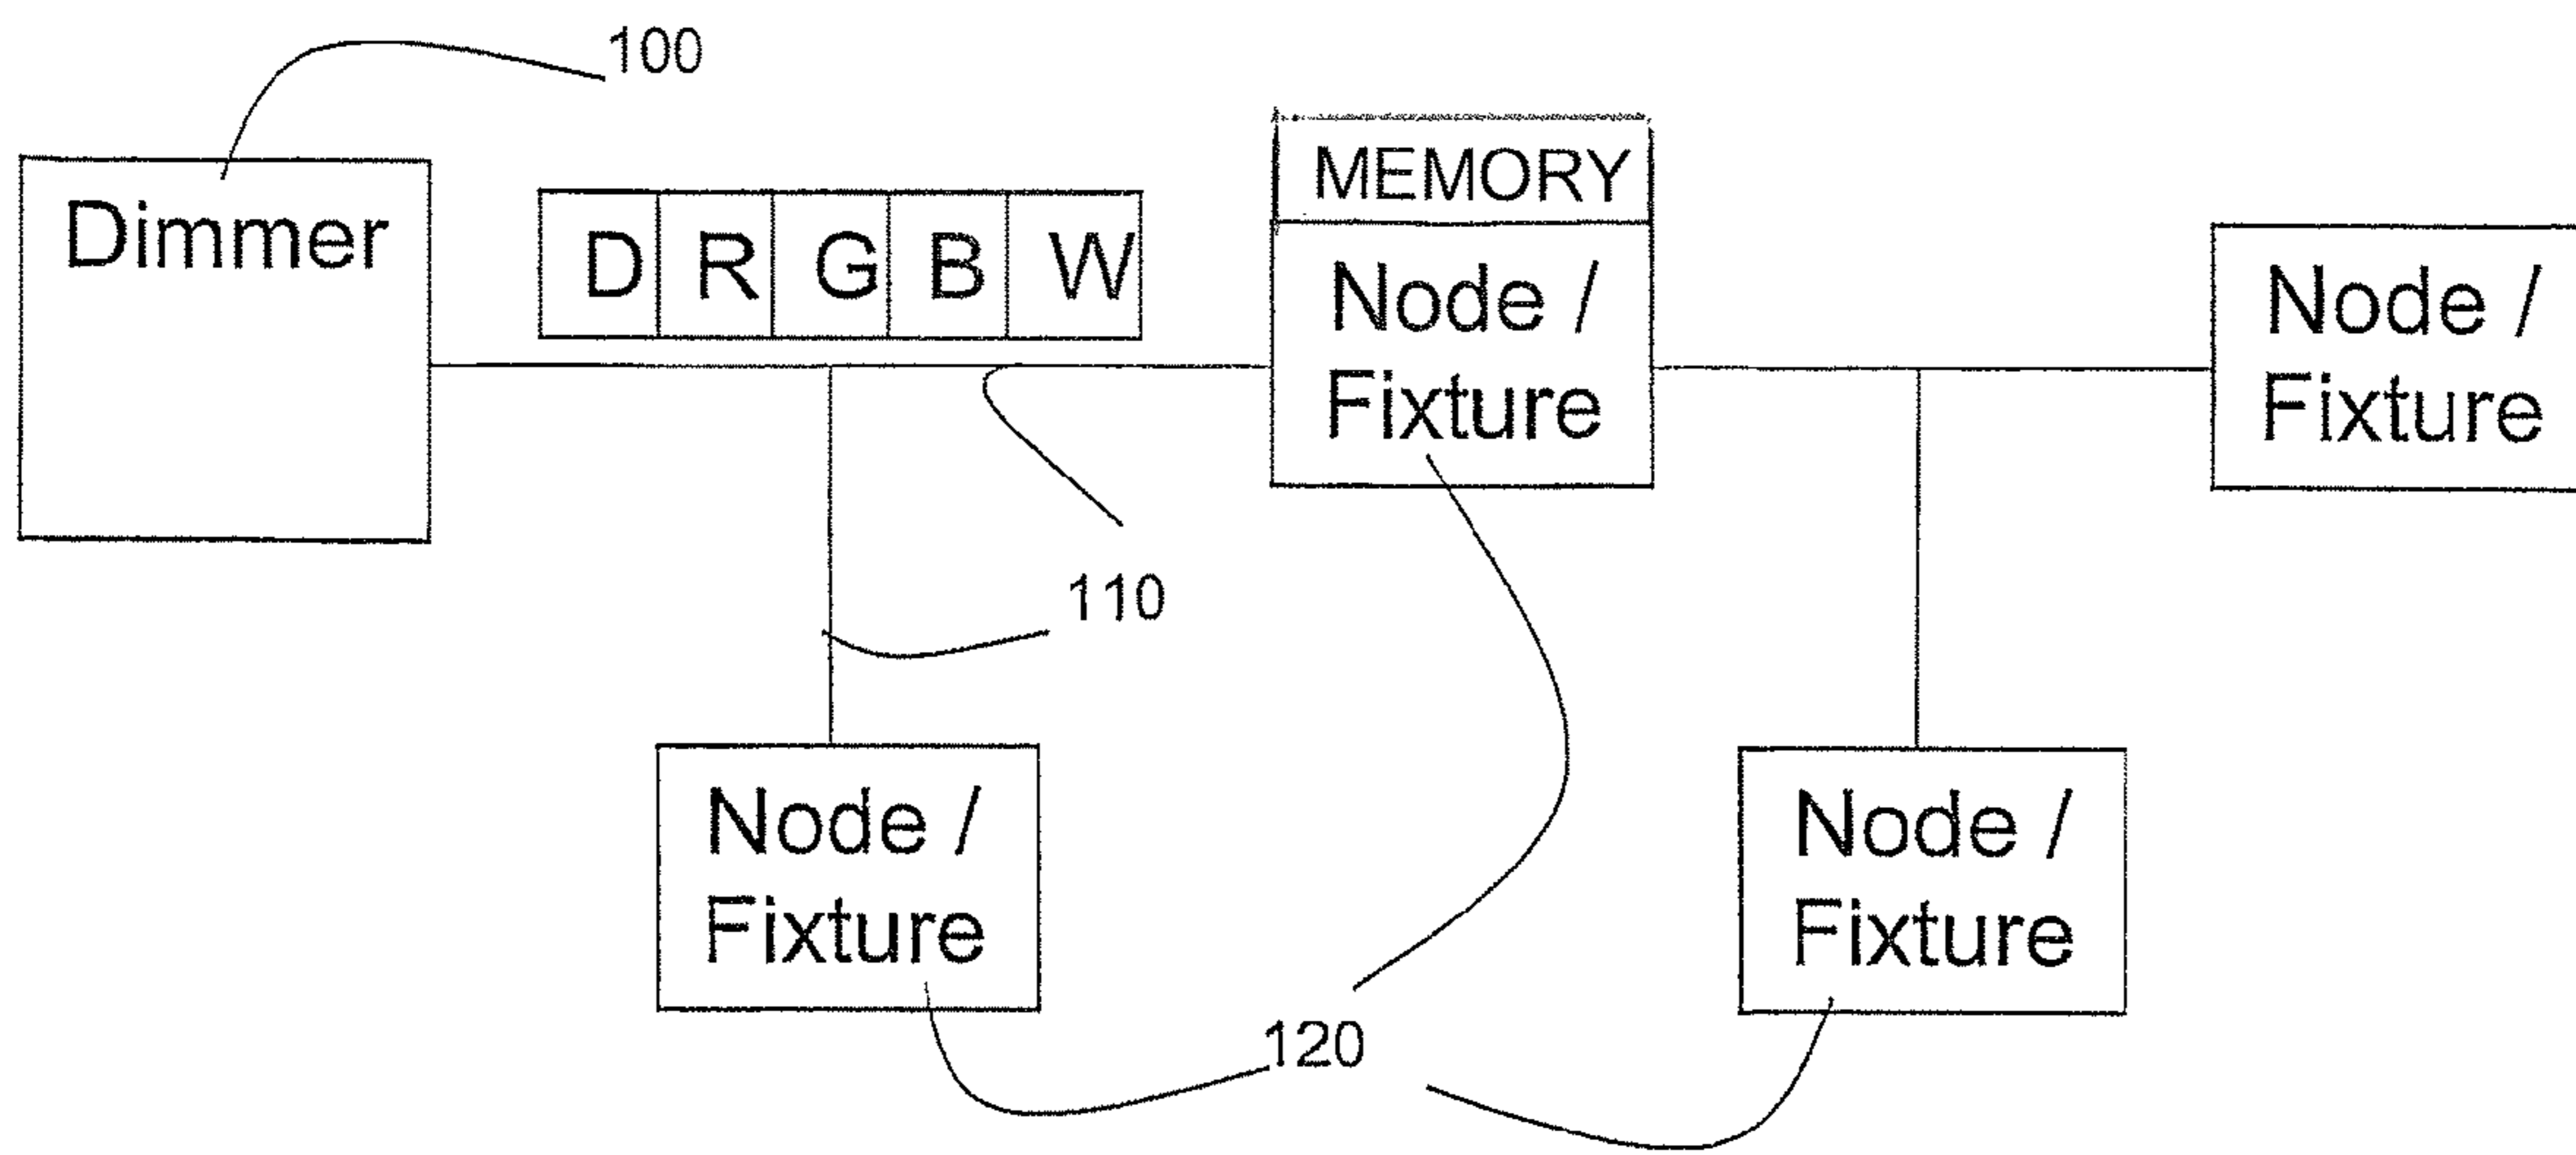 100
Dimmer
D R G B W
MEMORY
Node /
Fixture
Node /
Fixture
110
Node /
Fixture
Node /
Fixture
120